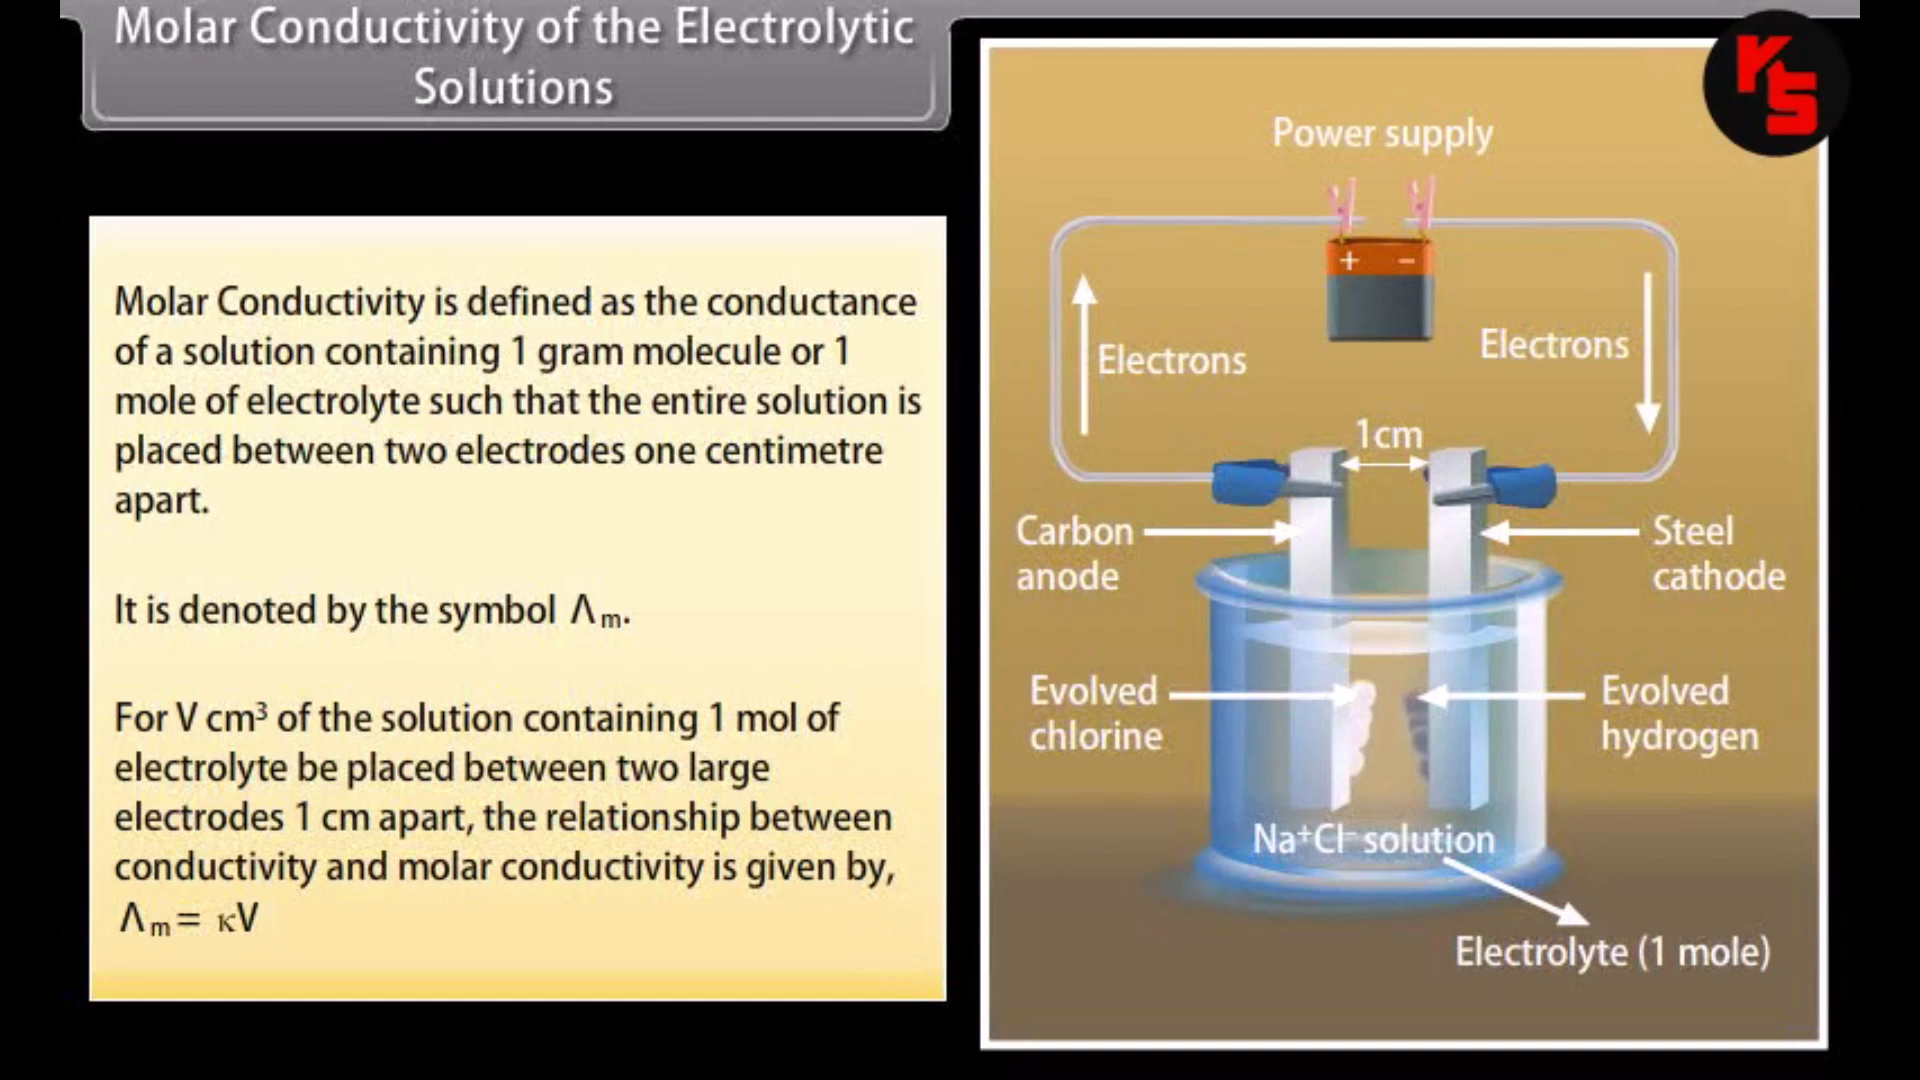 Molar Conductivity of the Electrolytic
Solutions
Molar Conductivity is defined as the conductance
of a solution containing 1 gram molecule or 1
mole of electrolyte such that the entire solution is
placed between two electrodes one centimetre
apart.
It is denoted by the symbol Λm.
For V cm³ of the solution containing 1 mol of
electrolyte be placed between two large
electrodes 1 cm apart, the relationship between
conductivity and molar conductivity is given by,
Λm = κV
YS
Power supply
+ −
Electrons
Electrons
1cm
Carbon
anode
Steel
cathode
Evolved
chlorine
Evolved
hydrogen
Na⁺Cl⁻ solution
Electrolyte (1 mole)